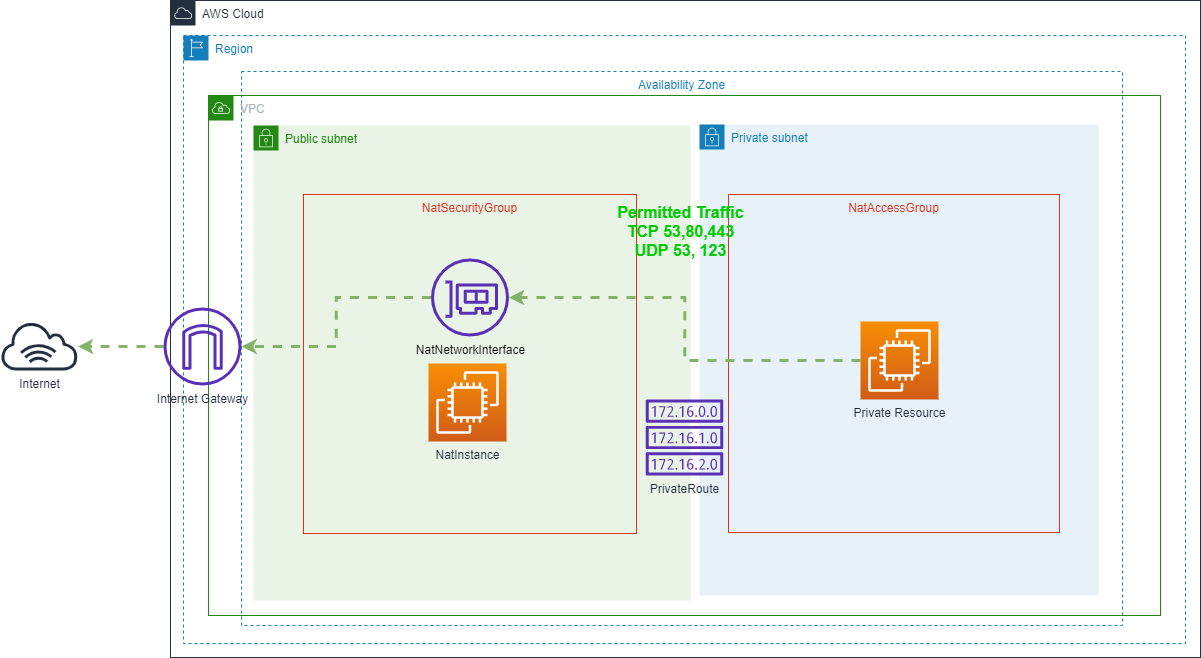 AWS Cloud
Region
Availability Zone
VPC
Public subnet
Private subnet
NatSecurityGroup
Permitted Traffic
TCP 53,80,443
UDP 53, 123
NatAccessGroup
NatNetworkInterface
Internet
Internet Gateway
NatInstance
172.16.0.0
172.16.1.0
172.16.2.0
PrivateRoute
Private Resource